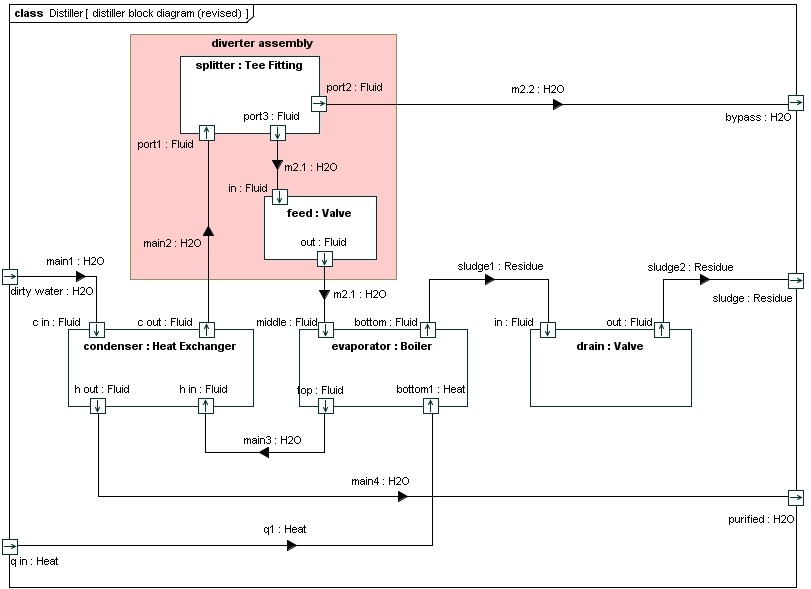 class Distiller [ distiller block diagram (revised) ]
diverter assembly
splitter : Tee Fitting
port2 : Fluid
m2.2 : H2O
bypass : H2O
port3 : Fluid
port1 : Fluid
m2.1 : H2O
in : Fluid
feed : Valve
main2 : H2O
out : Fluid
main1 : H2O
dirty water : H2O
m2.1 : H2O
sludge1 : Residue
sludge2 : Residue
sludge : Residue
c in : Fluid
c out : Fluid
middle : Fluid
bottom : Fluid
in : Fluid
out : Fluid
condenser : Heat Exchanger
evaporator : Boiler
drain : Valve
h out : Fluid
h in : Fluid
top : Fluid
bottom1 : Heat
main3 : H2O
main4 : H2O
purified : H2O
q1 : Heat
q in : Heat